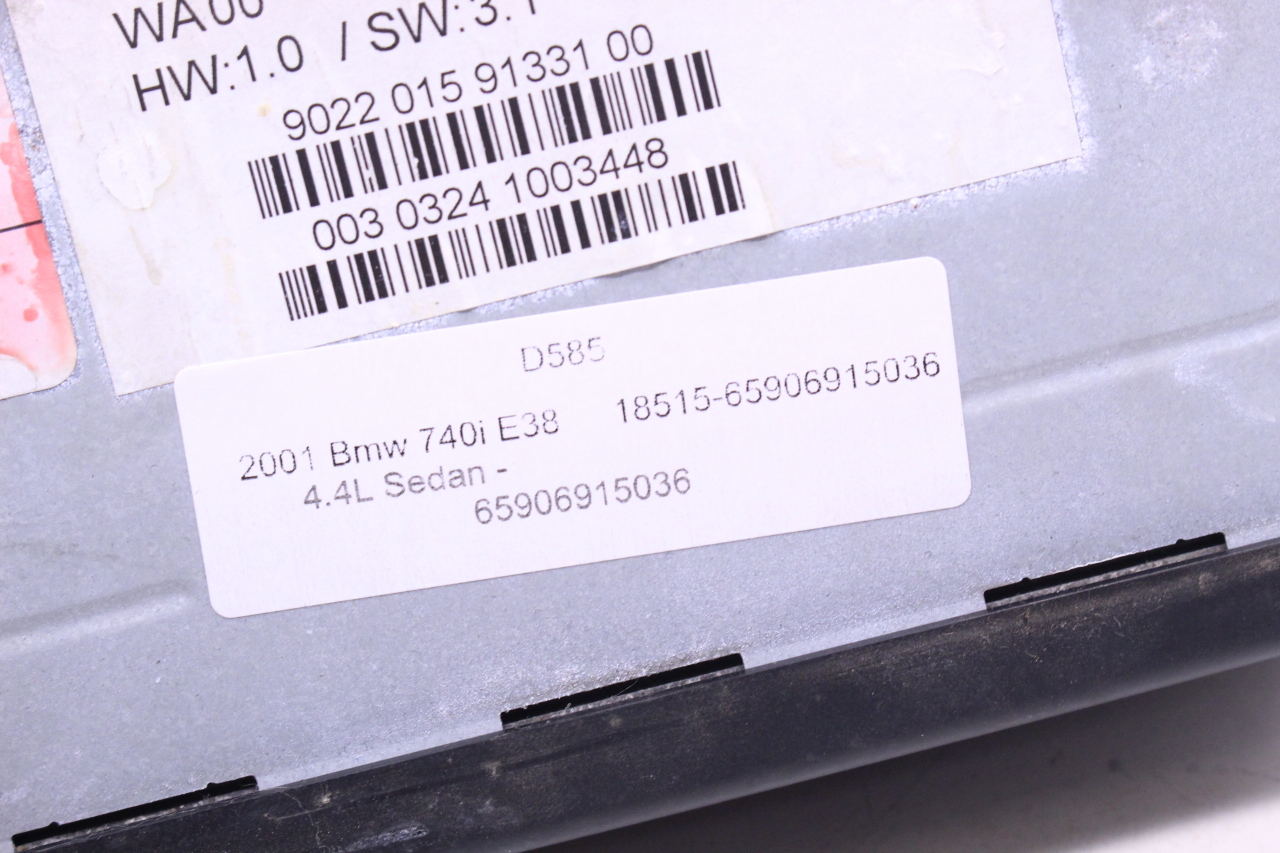 WA00
HW:1.0 / SW:3.1
9022 015 91331 00
003 0324 1003448
D585
2001 Bmw 740i E38 18515-65906915036
4.4L Sedan -
65906915036